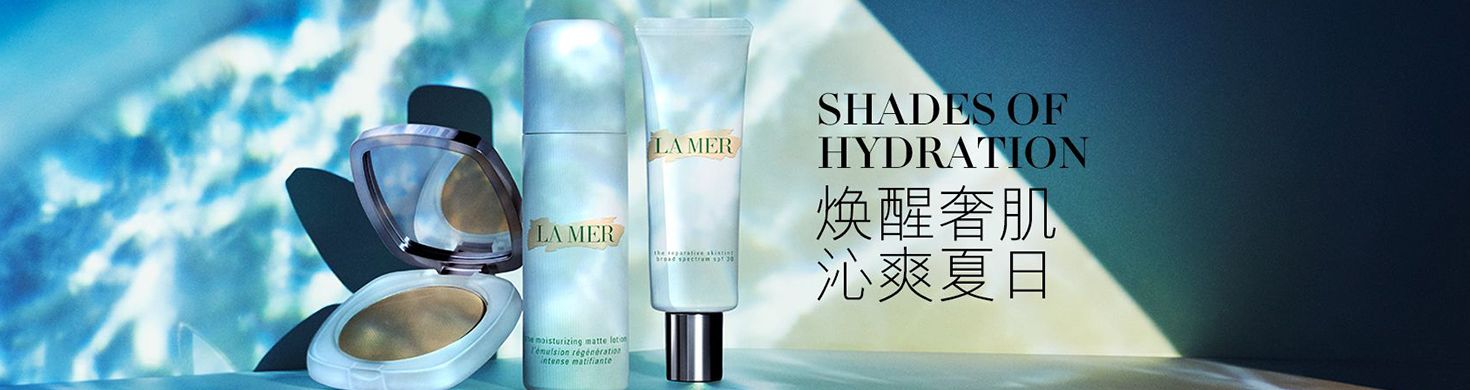 LA MER
the moisturizing matte lotion
l'émulsion régénération
intense matifiante
LA MER
the reparative skintint
broad spectrum spf 30
SHADES OF
HYDRATION
焕醒奢肌
沁爽夏日